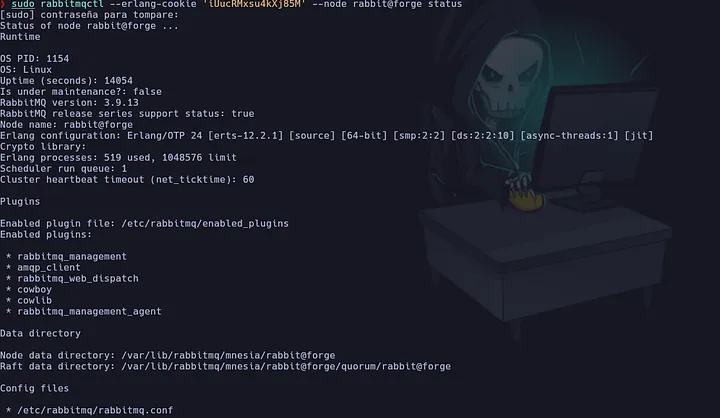 ❯ sudo rabbitmqctl --erlang-cookie 'iUucRMxsu4kXj85M' --node rabbit@forge status
[sudo] contraseña para tompare:
Status of node rabbit@forge ...
Runtime
OS PID: 1154
OS: Linux
Uptime (seconds): 14054
Is under maintenance?: false
RabbitMQ version: 3.9.13
RabbitMQ release series support status: true
Node name: rabbit@forge
Erlang configuration: Erlang/OTP 24 [erts-12.2.1] [source] [64-bit] [smp:2:2] [ds:2:2:10] [async-threads:1] [jit]
Crypto library:
Erlang processes: 519 used, 1048576 limit
Scheduler run queue: 1
Cluster heartbeat timeout (net_ticktime): 60
Plugins
Enabled plugin file: /etc/rabbitmq/enabled_plugins
Enabled plugins:
* rabbitmq_management
* amqp_client
* rabbitmq_web_dispatch
* cowboy
* cowlib
* rabbitmq_management_agent
Data directory
Node data directory: /var/lib/rabbitmq/mnesia/rabbit@forge
Raft data directory: /var/lib/rabbitmq/mnesia/rabbit@forge/quorum/rabbit@forge
Config files
* /etc/rabbitmq/rabbitmq.conf